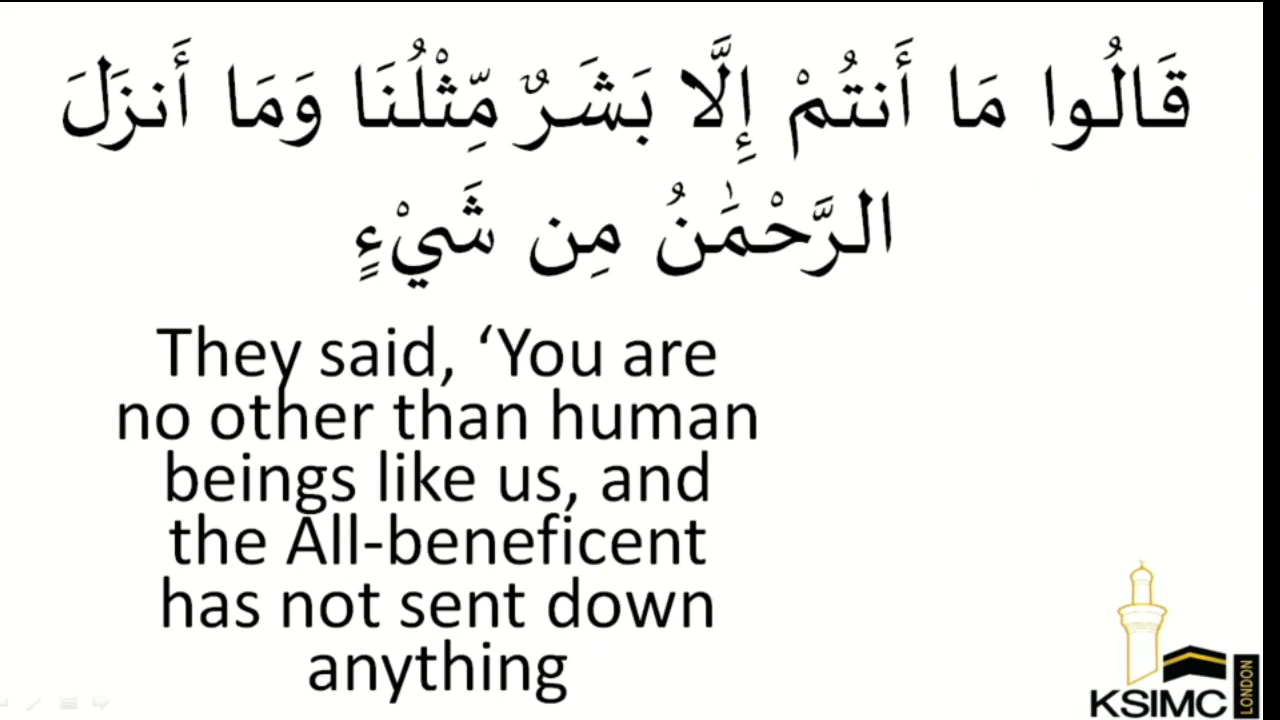 قَالُوا مَا أَنتُمْ إِلَّا بَشَرٌ مِّثْلُنَا وَمَا أَنزَلَ
الرَّحْمَٰنُ مِن شَيْءٍ
They said, ‘You are
no other than human
beings like us, and
the All-beneficent
has not sent down
anything
KSIMC
LONDON